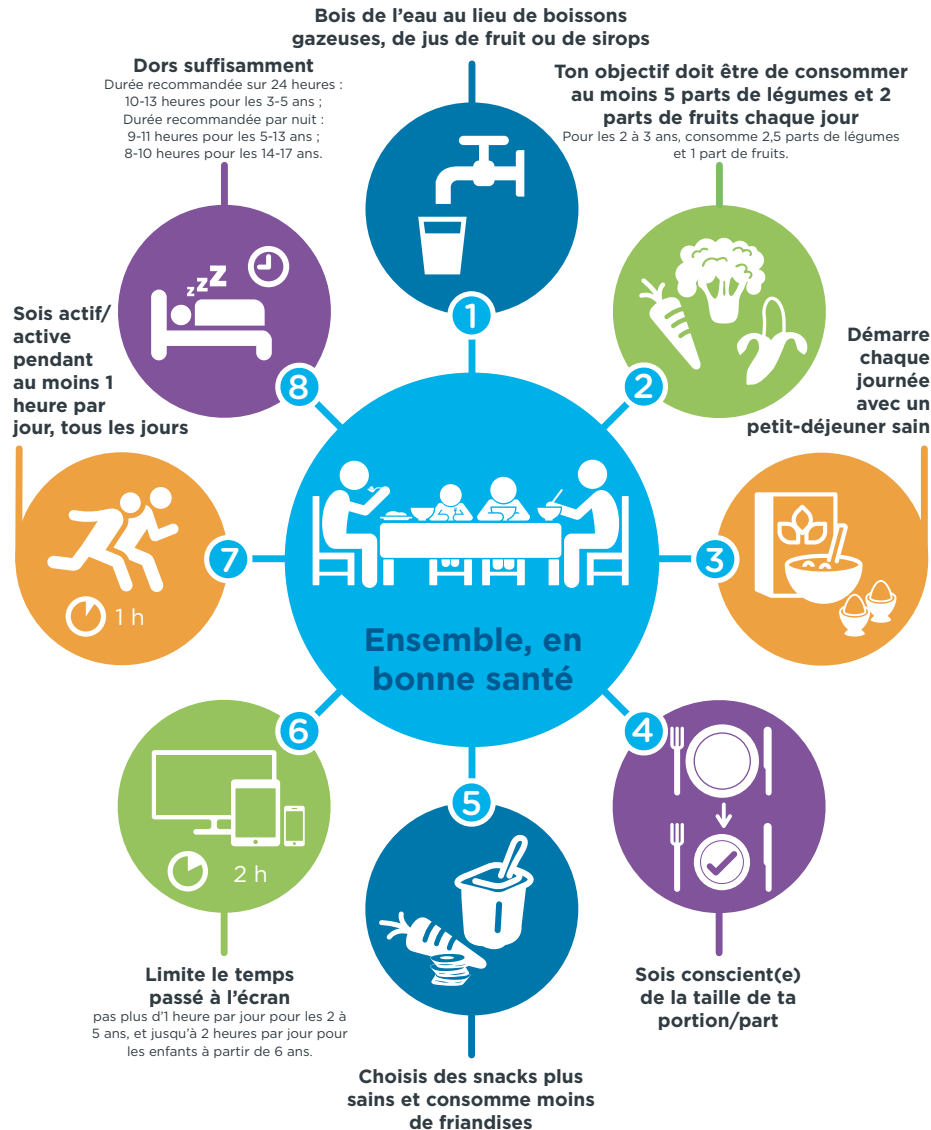 Bois de l'eau au lieu de boissons
gazeuses, de jus de fruit ou de sirops
1
Ton objectif doit être de consommer
au moins 5 parts de légumes et 2
parts de fruits chaque jour
Pour les 2 à 3 ans, consomme 2,5 parts de légumes
et 1 part de fruits.
2
Démarre
chaque
journée
avec un
petit-déjeuner sain
3
4
Sois conscient(e)
de la taille de ta
portion/part
5
Choisis des snacks plus
sains et consomme moins
de friandises
6
2 h
Limite le temps
passé à l'écran
pas plus d'1 heure par jour pour les 2 à
5 ans, et jusqu'à 2 heures par jour pour
les enfants à partir de 6 ans.
Sois actif/
active
pendant
au moins 1
heure par
jour, tous les jours
7
1 h
Dors suffisamment
Durée recommandée sur 24 heures :
10-13 heures pour les 3-5 ans ;
Durée recommandée par nuit :
9-11 heures pour les 5-13 ans ;
8-10 heures pour les 14-17 ans.
zzZ
8
Ensemble, en
bonne santé